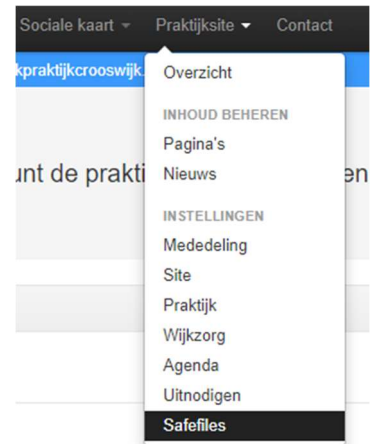 Sociale kaart Praktijksite Contact
kpraktijkcrooswijk.
Overzicht
INHOUD BEHEREN
Pagina's
unt de prakti en
Nieuws
INSTELLINGEN
Mededeling
Site
Praktijk
Wijkzorg
Agenda
Uitnodigen
Safefiles